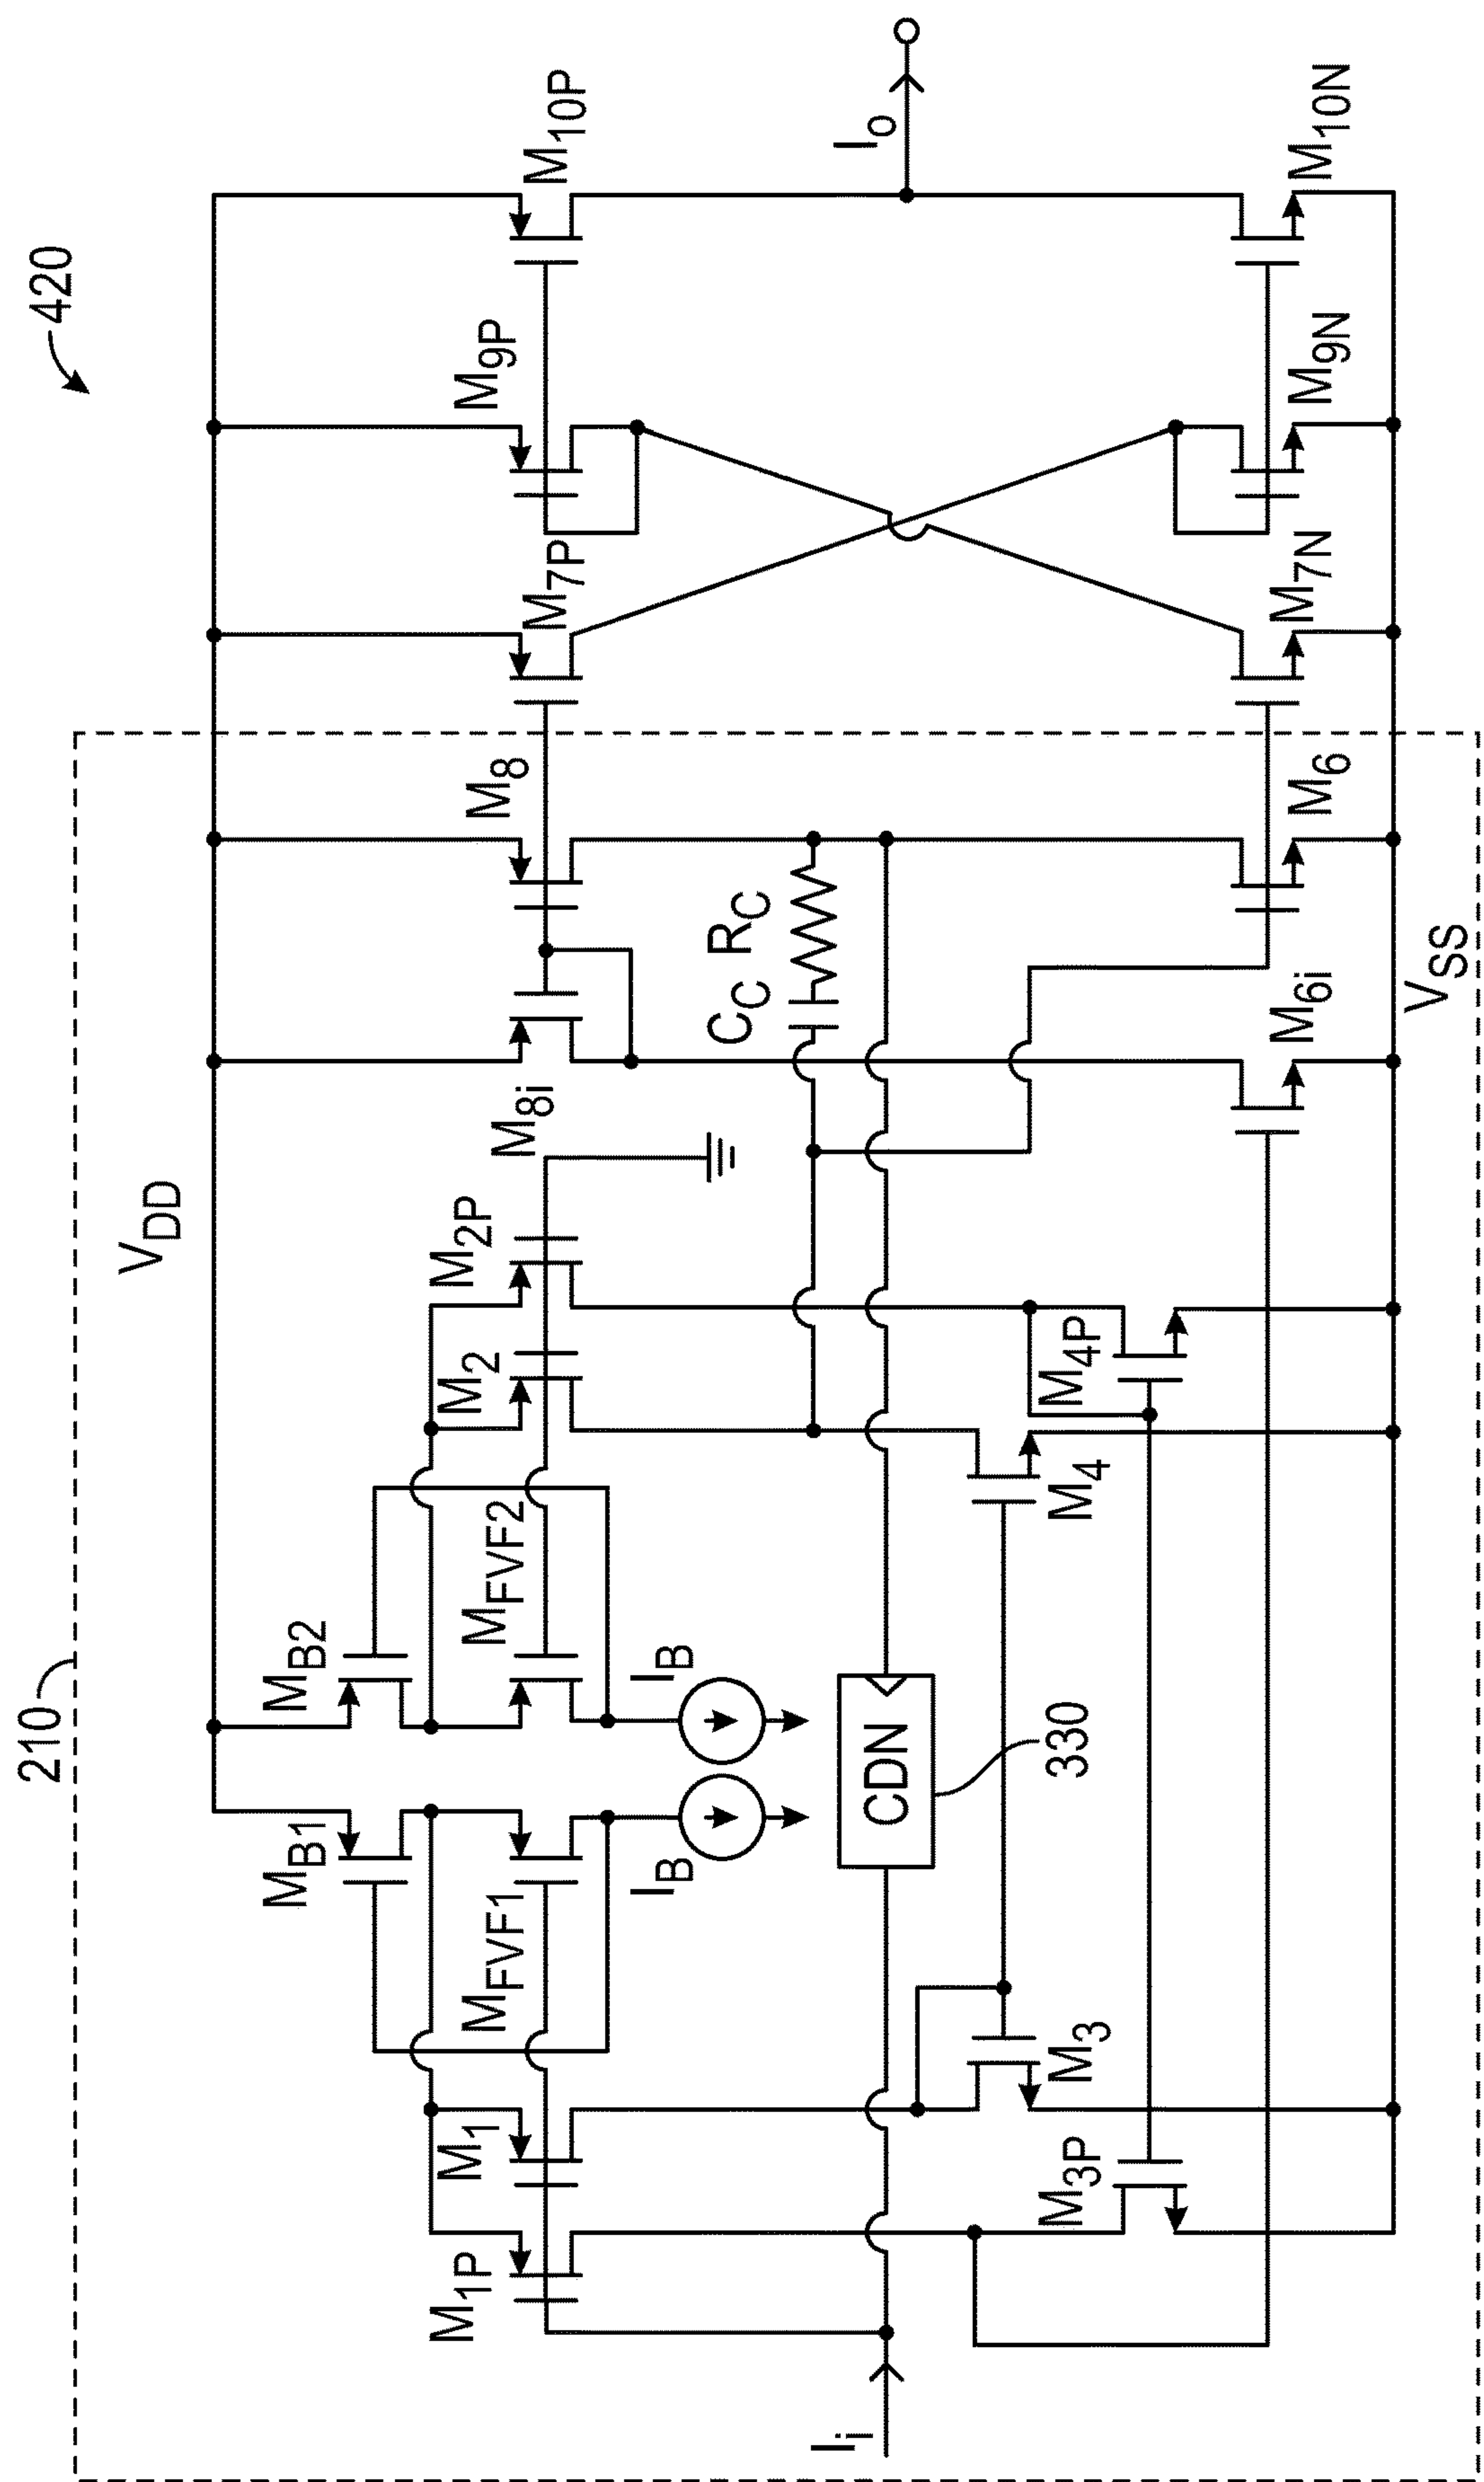 420
210
V_DD
M_B1
M_B2
M_1P
M_1
M_FVF1
M_FVF2
M_2
M_2P
M_8i
M_8
M_7P
M_9P
M_10P
I_B
I_B
C_C
R_C
I_i
CDN
I_o
330
M_3P
M_3
M_4
M_4P
M_6i
M_6
M_7N
M_9N
M_10N
V_SS